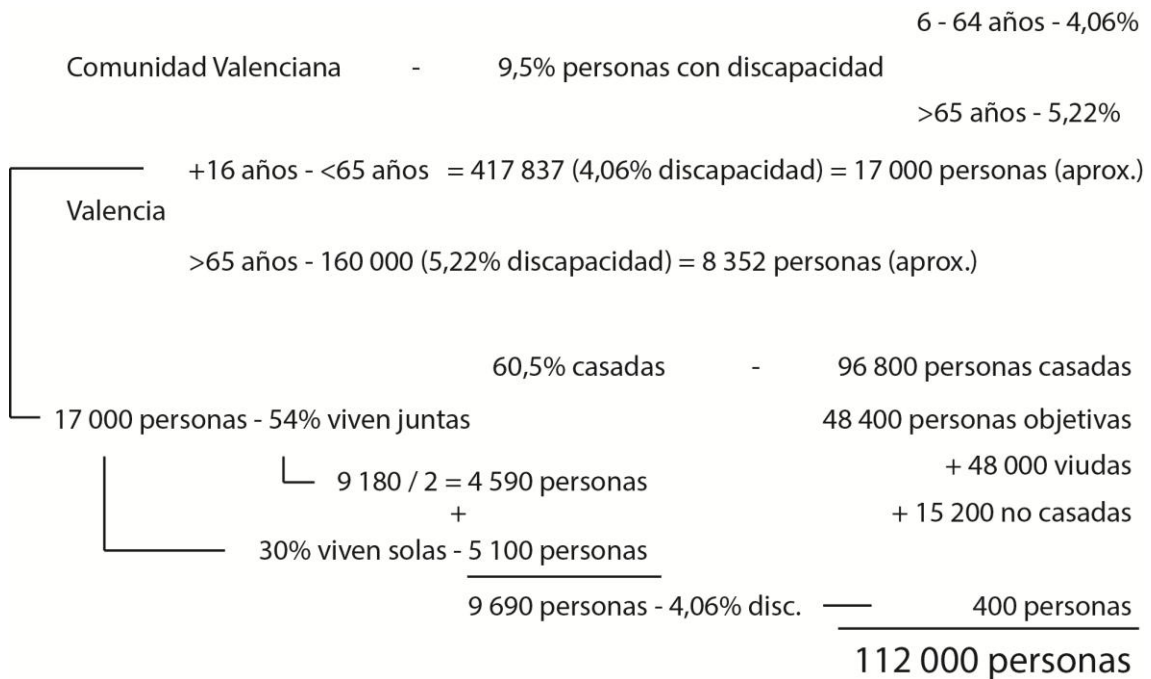 6 - 64 años - 4,06%
Comunidad Valenciana - 9,5% personas con discapacidad
>65 años - 5,22%
+16 años - <65 años = 417 837 (4,06% discapacidad) = 17 000 personas (aprox.)
Valencia
>65 años - 160 000 (5,22% discapacidad) = 8 352 personas (aprox.)
60,5% casadas - 96 800 personas casadas
17 000 personas - 54% viven juntas 48 400 personas objetivas
+ 48 000 viudas
9 180 / 2 = 4 590 personas
+ + 15 200 no casadas
30% viven solas - 5 100 personas
9 690 personas - 4,06% disc. 400 personas
112 000 personas